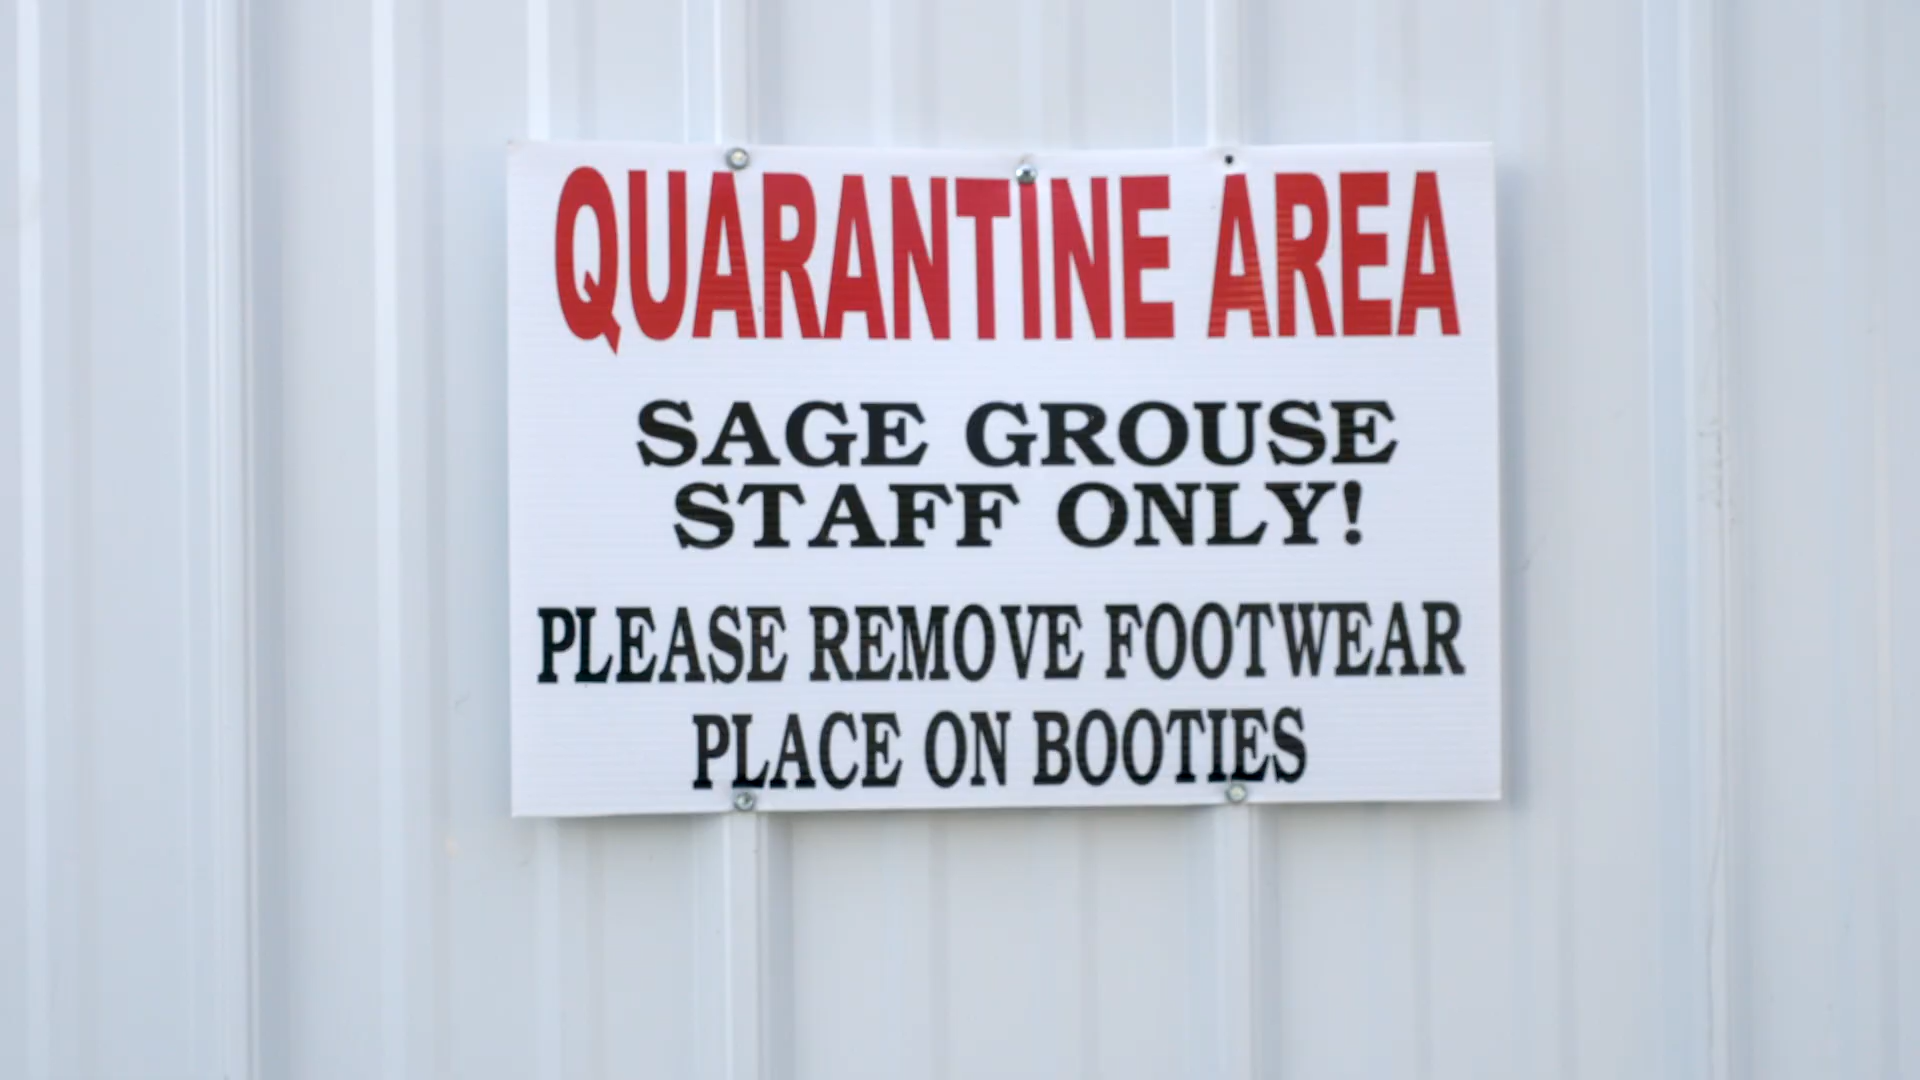 QUARANTINE AREA
SAGE GROUSE
STAFF ONLY!
PLEASE REMOVE FOOTWEAR
PLACE ON BOOTIES